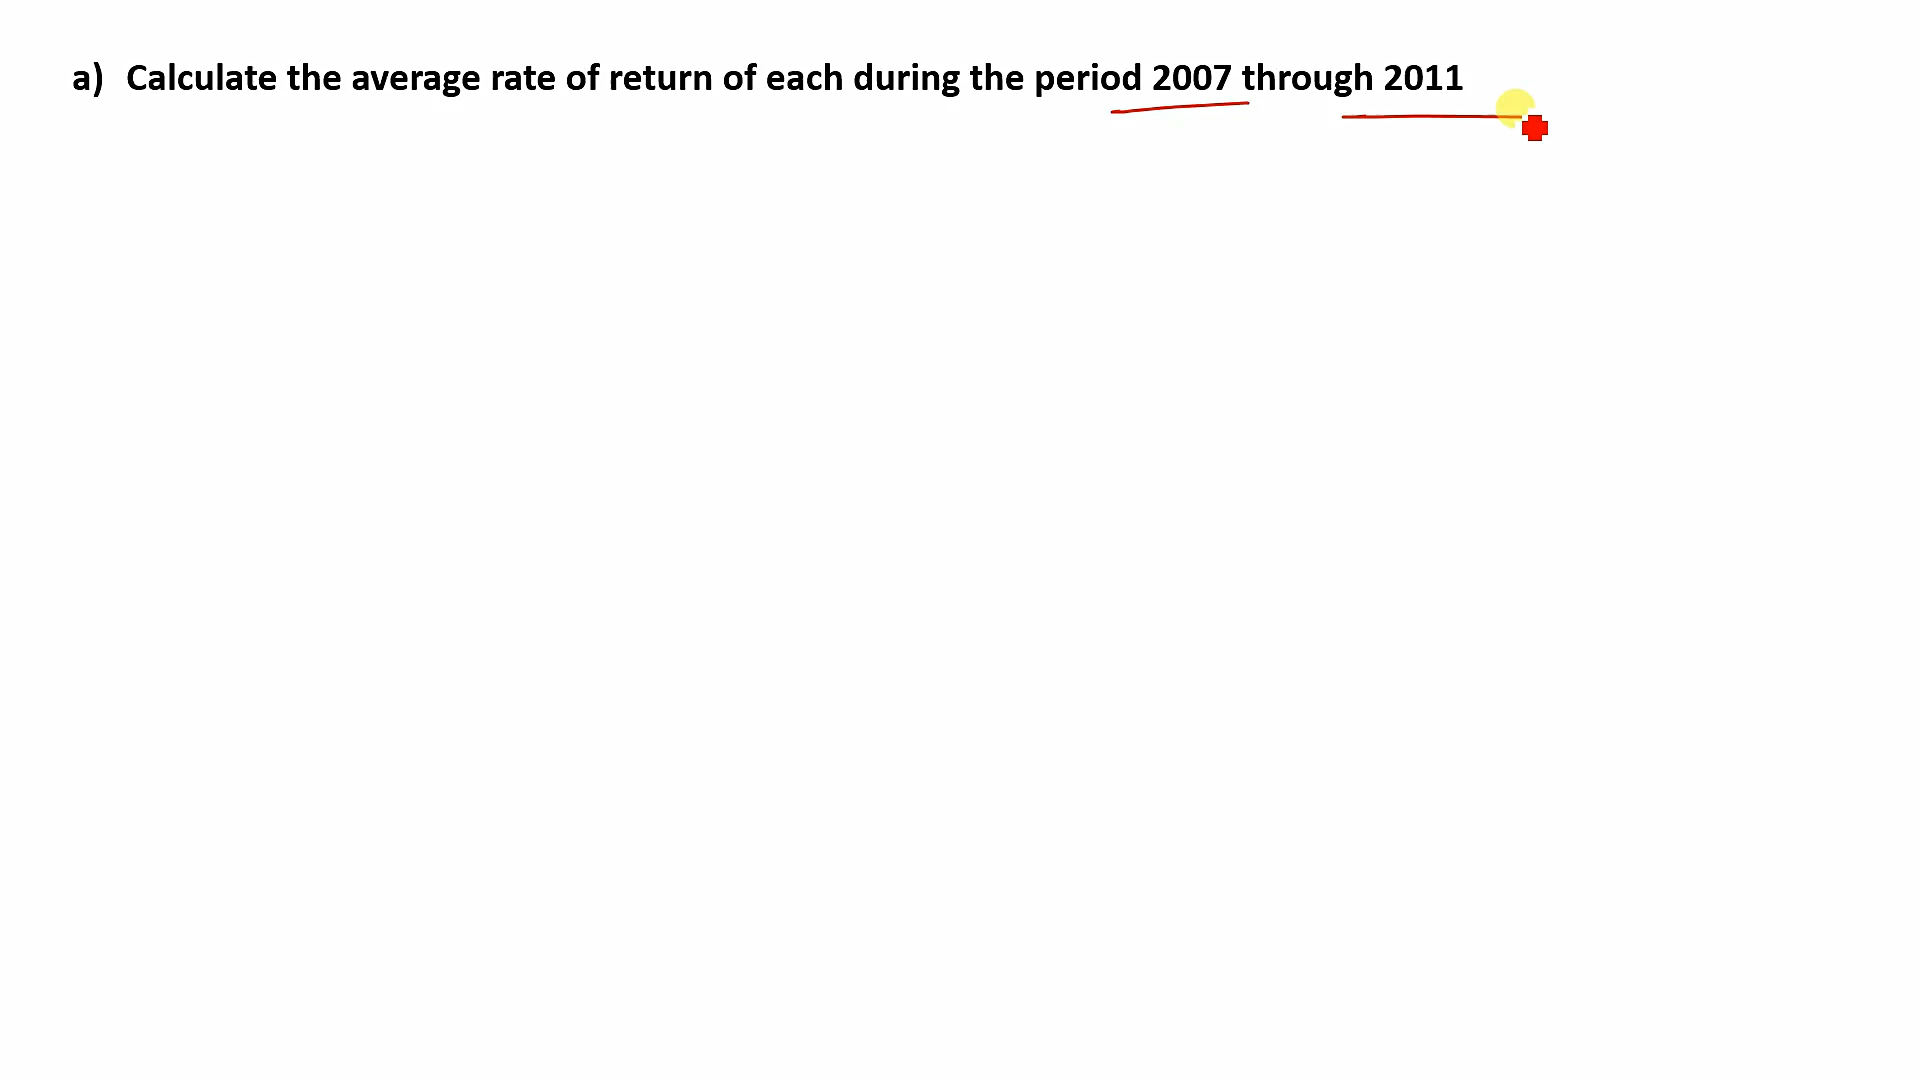 a) Calculate the average rate of return of each during the period 2007 through 2011